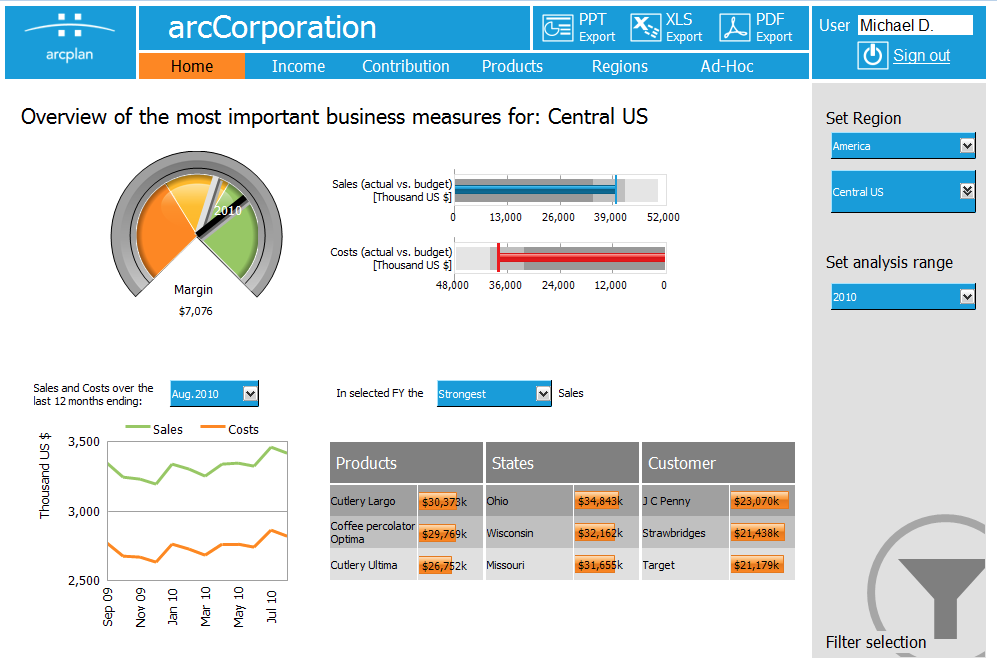 arcplan
arcCorporation
PPT Export
XLS Export
PDF Export
User Michael D.
Sign out
Home Income Contribution Products Regions Ad-Hoc
Overview of the most important business measures for: Central US
2010
Margin
$7,076
Sales (actual vs. budget)
[Thousand US $]
0 13,000 26,000 39,000 52,000
Costs (actual vs. budget)
[Thousand US $]
48,000 36,000 24,000 12,000 0
Set Region
America
Central US
Set analysis range
2010
Sales and Costs over the
last 12 months ending:
Aug.2010
In selected FY the Strongest Sales
Sales Costs
Thousand US $
3,500
3,000
2,500
Sep 09 Nov 09 Jan 10 Mar 10 May 10 Jul 10
Products States Customer
Cutlery Largo $30,373k Ohio $34,843k J C Penny $23,070k
Coffee percolator
Optima $29,769k Wisconsin $32,162k Strawbridges $21,438k
Cutlery Ultima $26,752k Missouri $31,655k Target $21,179k
Filter selection